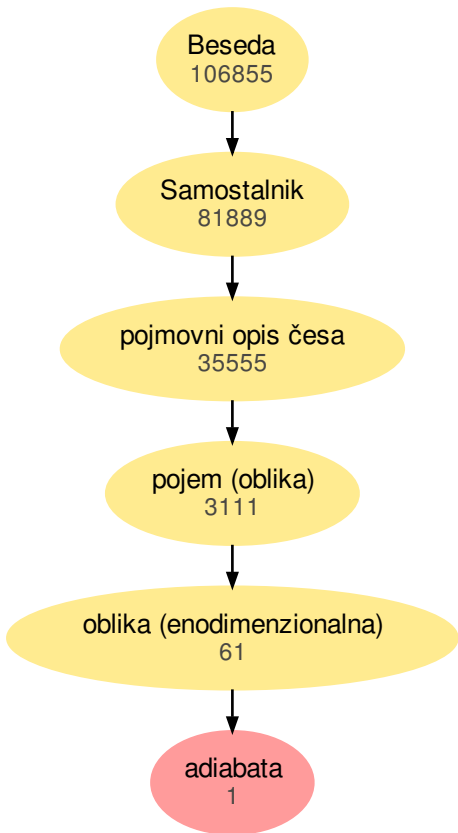 Beseda
106855
Samostalnik
81889
pojmovni opis česa
35555
pojem (oblika)
3111
oblika (enodimenzionalna)
61
adiabata
1